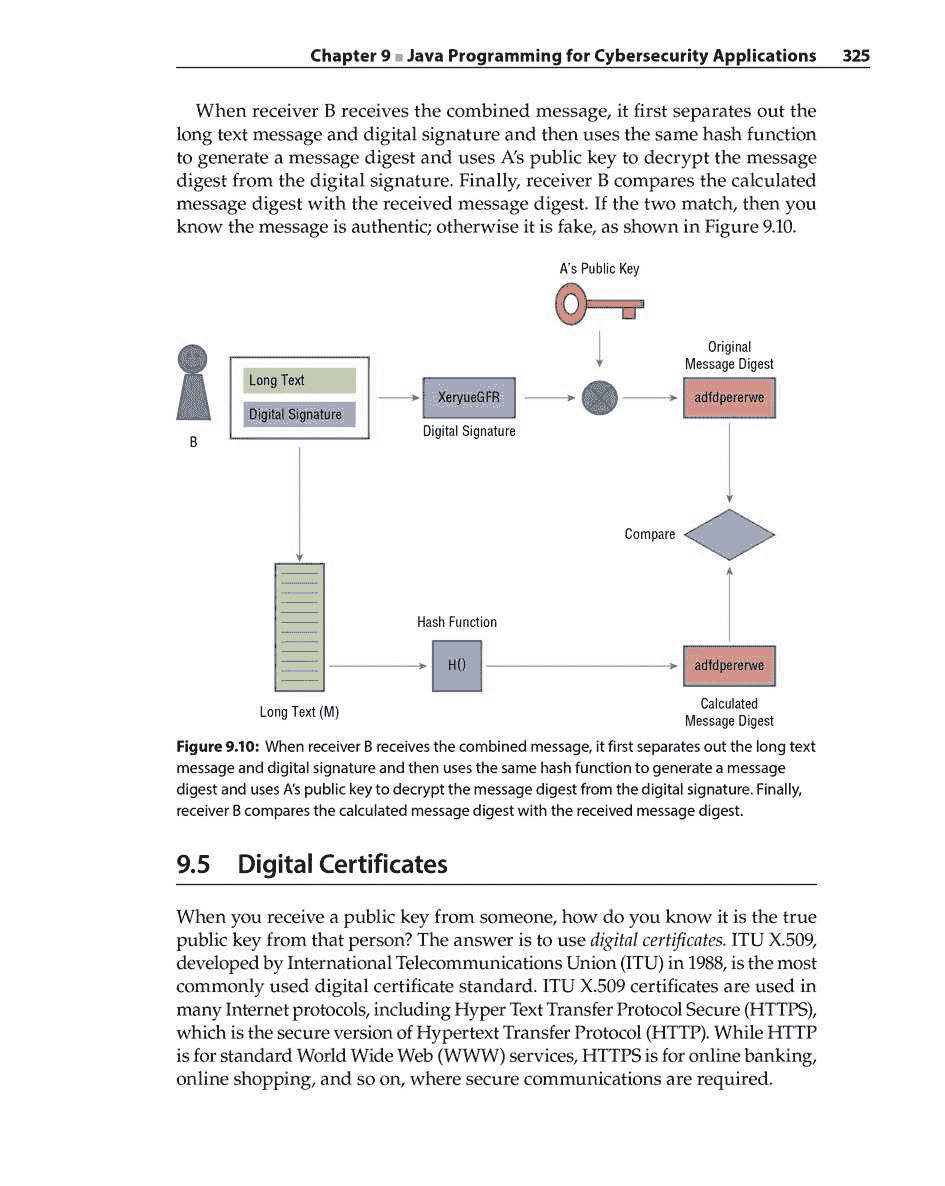 Chapter 9 ■ Java Programming for Cybersecurity Applications 325
When receiver B receives the combined message, it first separates out the
long text message and digital signature and then uses the same hash function
to generate a message digest and uses A’s public key to decrypt the message
digest from the digital signature. Finally, receiver B compares the calculated
message digest with the received message digest. If the two match, then you
know the message is authentic; otherwise it is fake, as shown in Figure 9.10.
A’s Public Key
Original
Message Digest
Long Text
Digital Signature
XeryueGFR
adfdpererwe
Digital Signature
B
Compare
Hash Function
H()
adfdpererwe
Long Text (M)
Calculated
Message Digest
Figure 9.10: When receiver B receives the combined message, it first separates out the long text
message and digital signature and then uses the same hash function to generate a message
digest and uses A’s public key to decrypt the message digest from the digital signature. Finally,
receiver B compares the calculated message digest with the received message digest.
9.5 Digital Certificates
When you receive a public key from someone, how do you know it is the true
public key from that person? The answer is to use digital certificates. ITU X.509,
developed by International Telecommunications Union (ITU) in 1988, is the most
commonly used digital certificate standard. ITU X.509 certificates are used in
many Internet protocols, including Hyper Text Transfer Protocol Secure (HTTPS),
which is the secure version of Hypertext Transfer Protocol (HTTP). While HTTP
is for standard World Wide Web (WWW) services, HTTPS is for online banking,
online shopping, and so on, where secure communications are required.